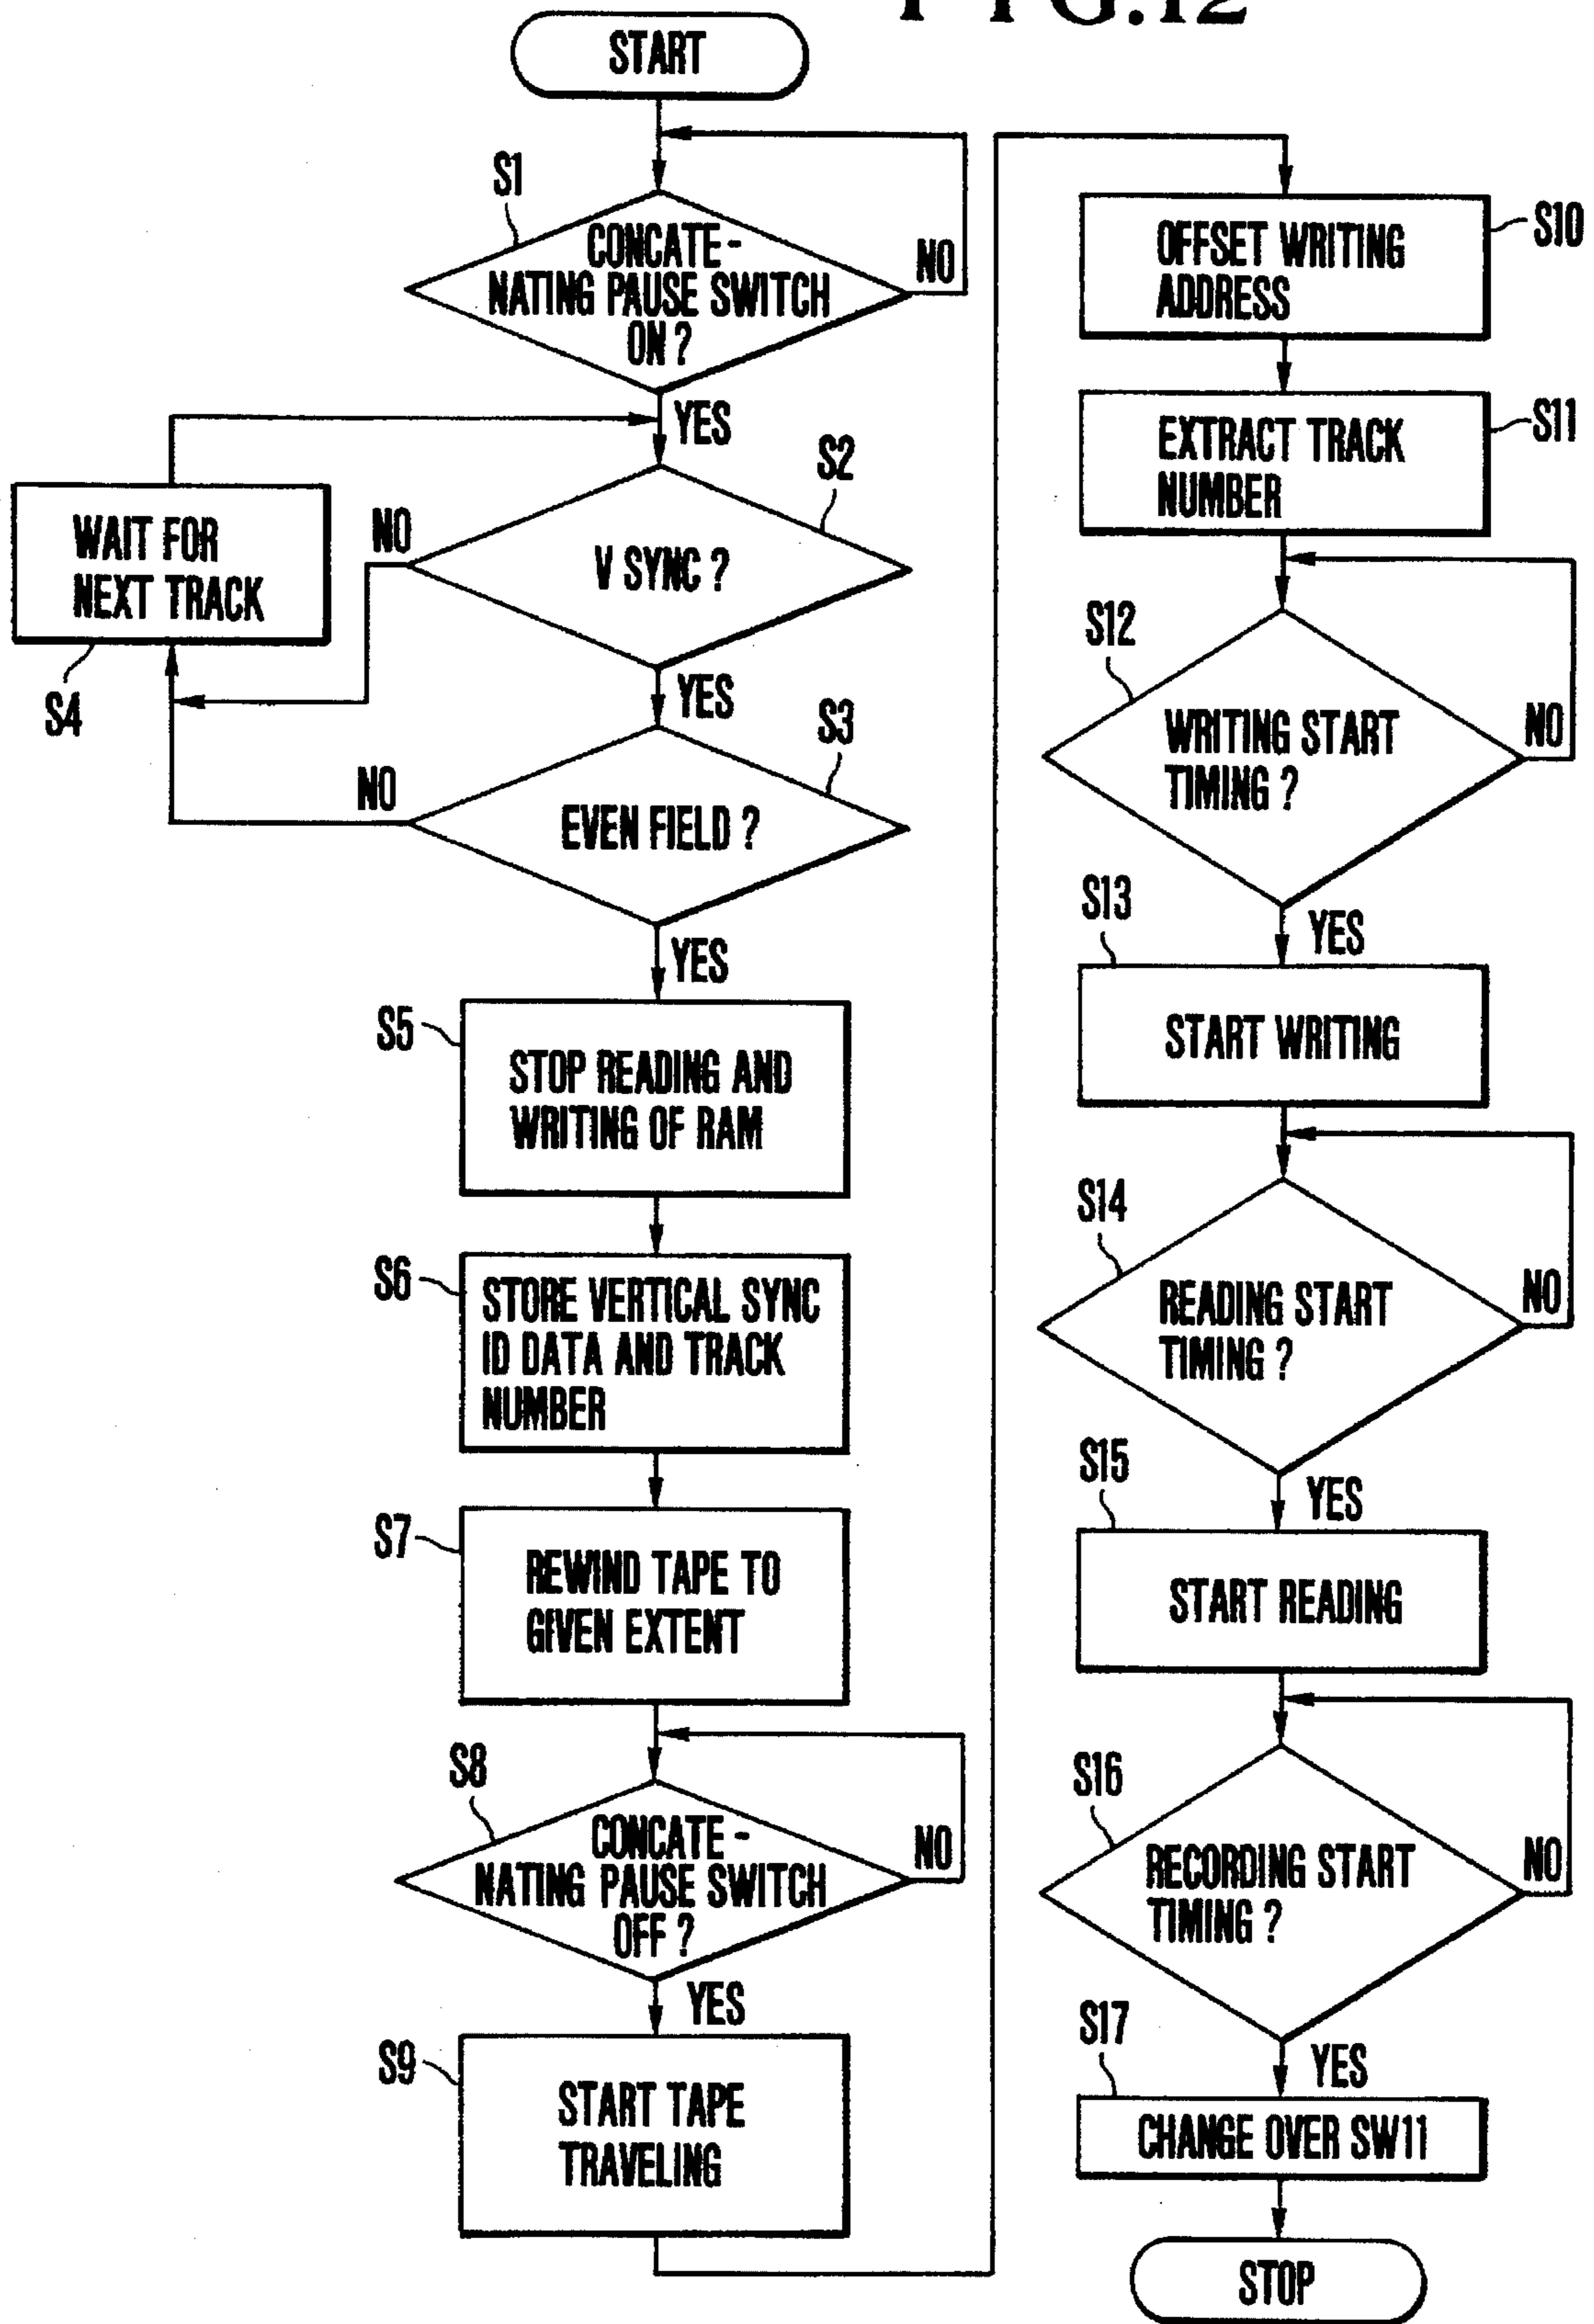 FIG.12
START
S1
CONCATE-
NATING PAUSE SWITCH
ON ?
NO
YES
S2
V SYNC ?
NO
WAIT FOR
NEXT TRACK
S4
YES
S3
EVEN FIELD ?
NO
YES
S5
STOP READING AND
WRITING OF RAM
S6
STORE VERTICAL SYNC
ID DATA AND TRACK
NUMBER
S7
REWIND TAPE TO
GIVEN EXTENT
S8
CONCATE-
NATING PAUSE SWITCH
OFF ?
NO
YES
S9
START TAPE
TRAVELING
S10
OFFSET WRITING
ADDRESS
S11
EXTRACT TRACK
NUMBER
S12
WRITING START
TIMING ?
NO
YES
S13
START WRITING
S14
READING START
TIMING ?
NO
YES
S15
START READING
S16
RECORDING START
TIMING ?
NO
YES
S17
CHANGE OVER SW11
STOP